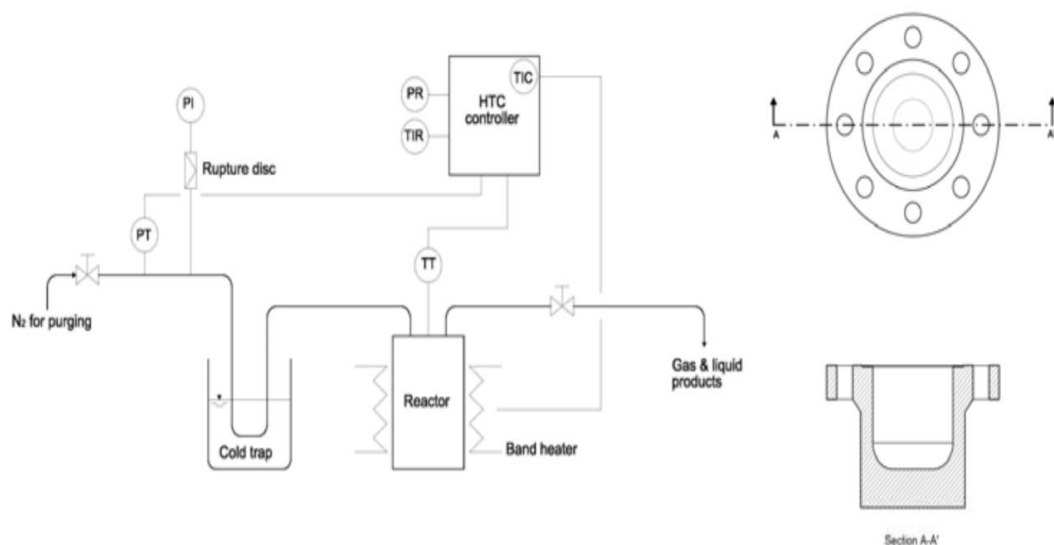 TIC
HTC
controller
PR
TIR
PI
Rupture disc
PT
TT
N2 for purging
Gas & liquid
products
Reactor
Band heater
Cold trap
A
A'
Section A-A'